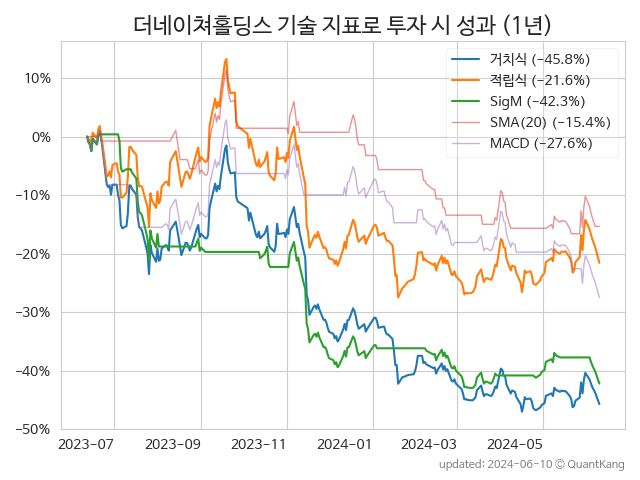 더네이쳐홀딩스 기술 지표로 투자 시 성과 (1년)
거치식 (−45.8%)
적립식 (−21.6%)
SigM (−42.3%)
SMA(20) (−15.4%)
MACD (−27.6%)
10%
0%
−10%
−20%
−30%
−40%
−50%
2023−07 2023−09 2023−11 2024−01 2024−03 2024−05
updated: 2024−06−10 © QuantKang